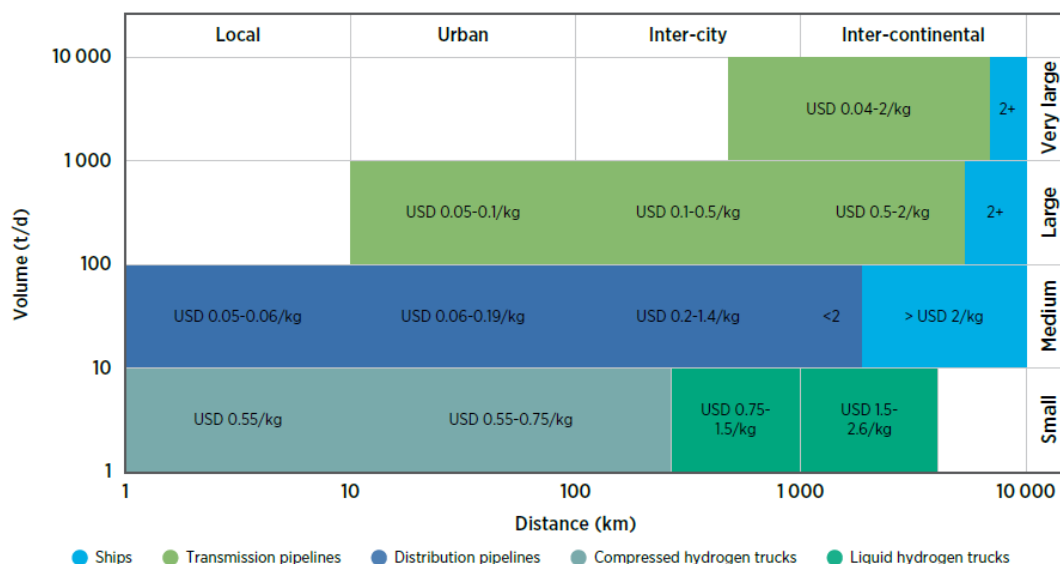 Local Urban Inter-city Inter-continental
10 000
USD 0.04-2/kg 2+ Very large
1 000
USD 0.05-0.1/kg USD 0.1-0.5/kg USD 0.5-2/kg 2+ Large
100
USD 0.05-0.06/kg USD 0.06-0.19/kg USD 0.2-1.4/kg <2 > USD 2/kg Medium
10
USD 0.55/kg USD 0.55-0.75/kg USD 0.75-
1.5/kg USD 1.5-
2.6/kg Small
1
Volume (t/d)
1 10 100 1 000 10 000
Distance (km)
Ships Transmission pipelines Distribution pipelines Compressed hydrogen trucks Liquid hydrogen trucks